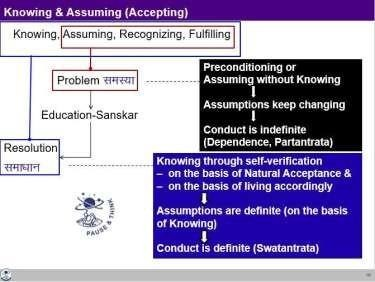 Knowing & Assuming (Accepting)
Knowing, Assuming, Recognizing, Fulfilling
Problem समस्या
Education-Sanskar
Resolution
समाधान
Preconditioning or
Assuming without Knowing
Assumptions keep changing
Conduct is indefinite
(Dependence, Partantrata)
Knowing through self-verification
– on the basis of Natural Acceptance &
– on the basis of living accordingly
Assumptions are definite (on the basis
of Knowing)
Conduct is definite (Swatantrata)
PAUSE & THINK